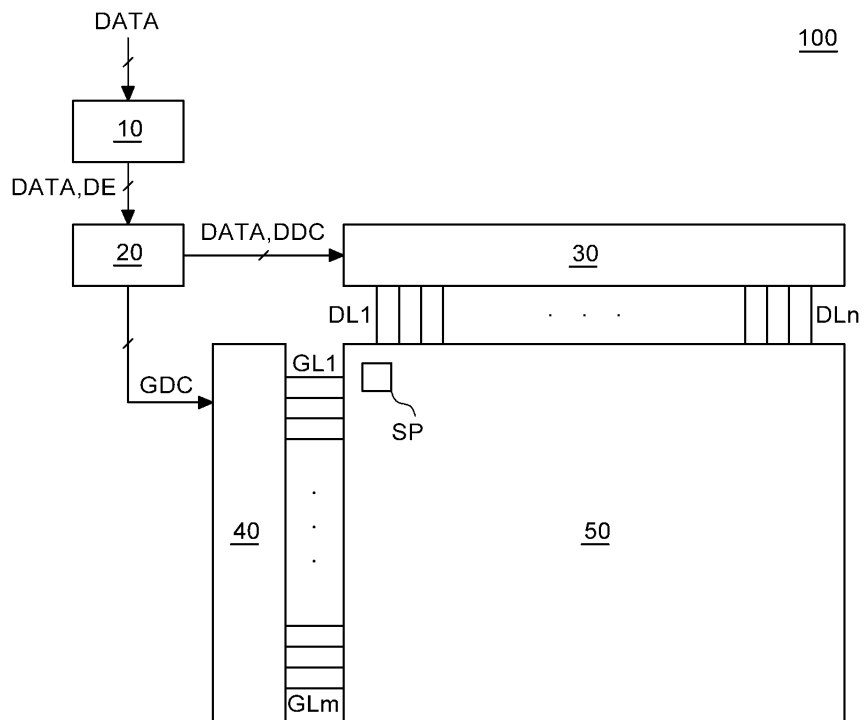 DATA
100
10
DATA,DE
20
DATA,DDC
30
DL1
. . .
DLn
GDC
GL1
SP
40
.
.
.
50
GLm